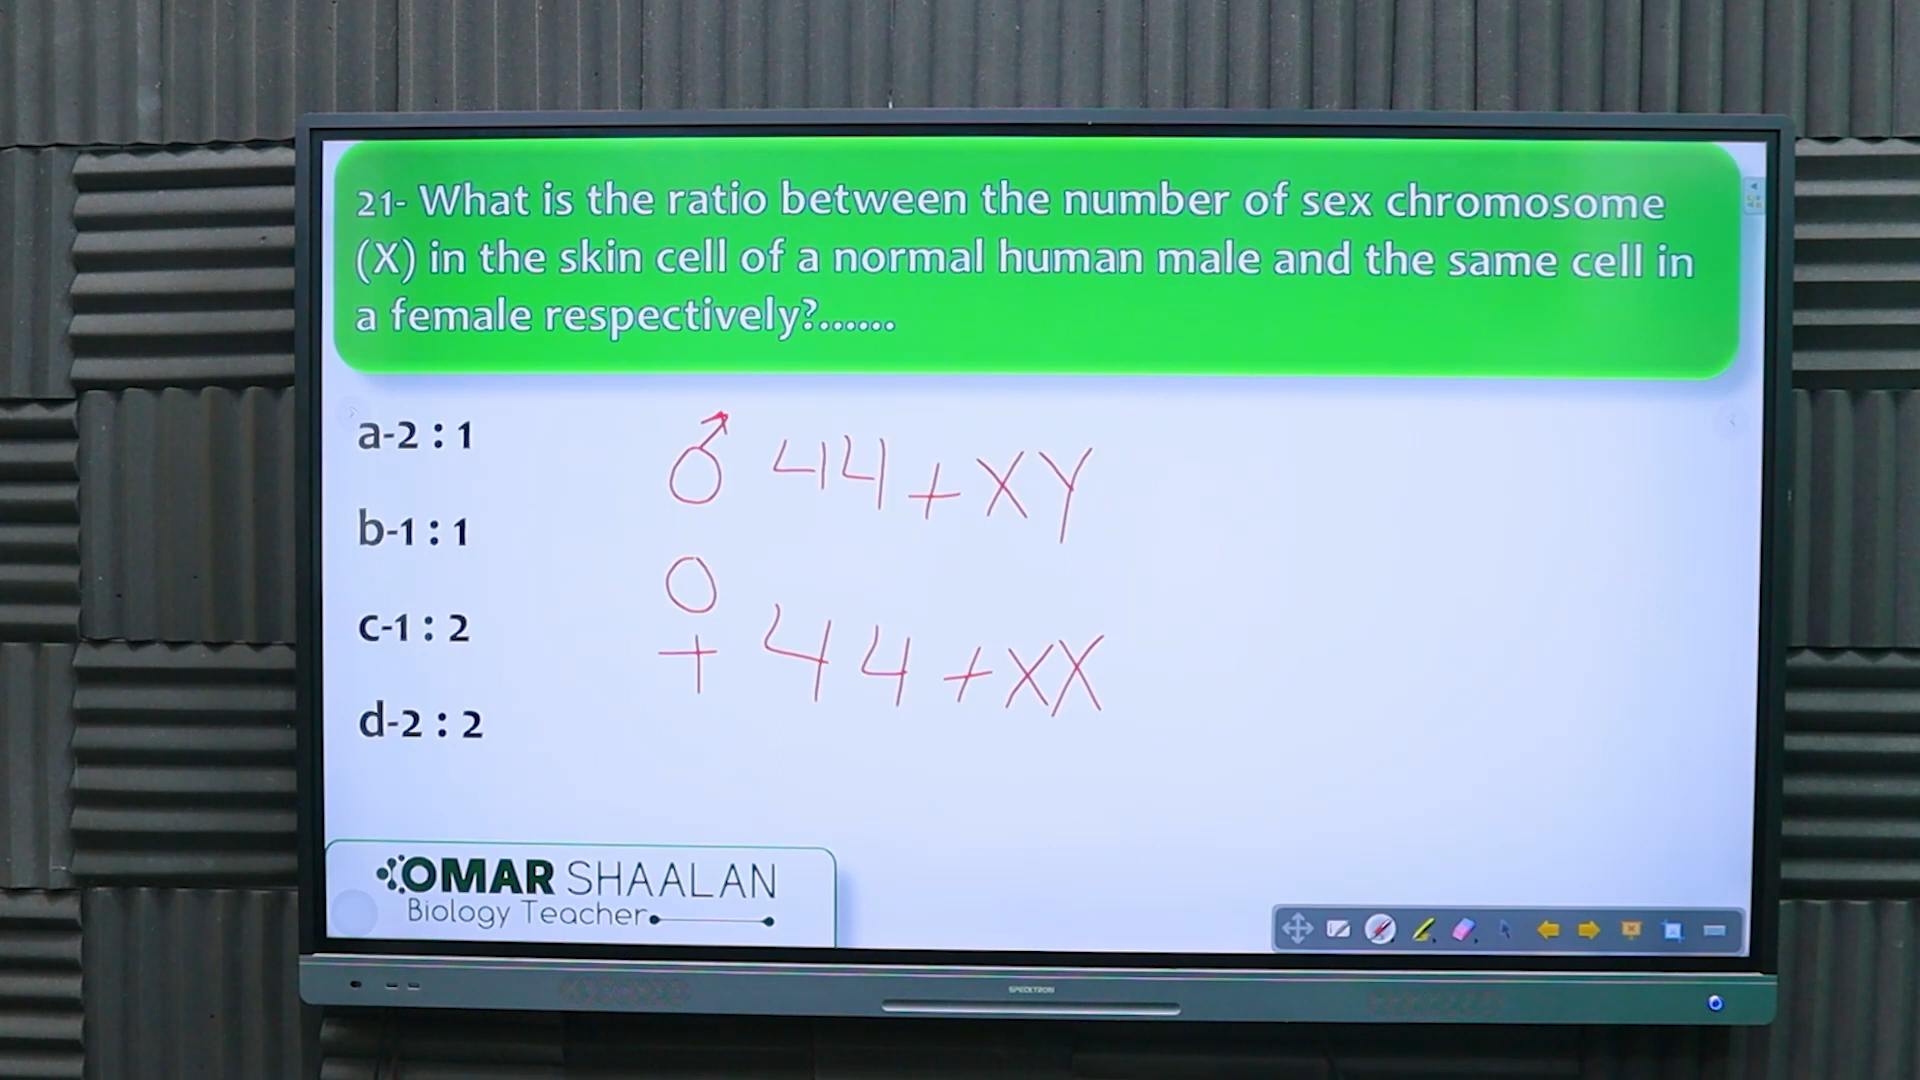 21- What is the ratio between the number of sex chromosome
(X) in the skin cell of a normal human male and the same cell in
a female respectively?......
a-2 : 1
♂ 44 + XY
b-1 : 1
c-1 : 2
♀ 44 + XX
d-2 : 2
OMAR SHAALAN
Biology Teacher
SPECKTRON